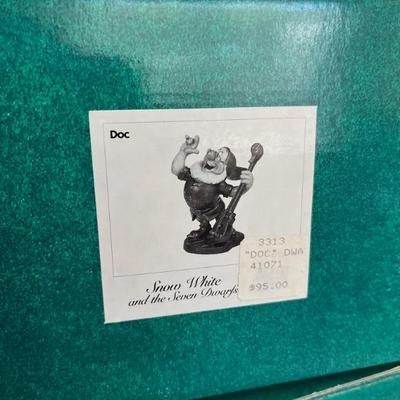 Doc
Snow White
and the Seven Dwarfs
3313
"DOC" DWA
41071
$95.00